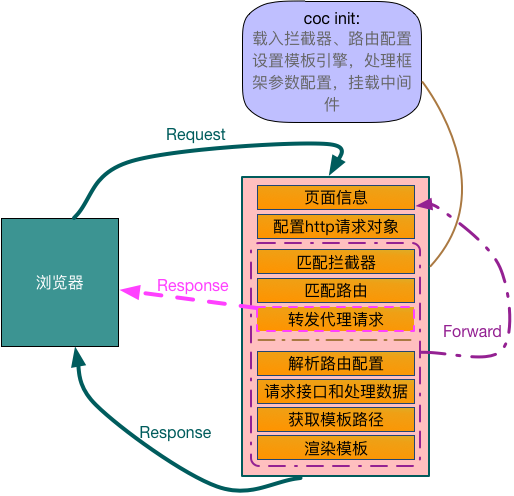 coc init:
载入拦截器、路由配置
设置模板引擎，处理框
架参数配置，挂载中间
件
Request
页面信息
配置http请求对象
匹配拦截器
浏览器
Response
匹配路由
转发代理请求
Forward
解析路由配置
请求接口和处理数据
获取模板路径
Response
渲染模板